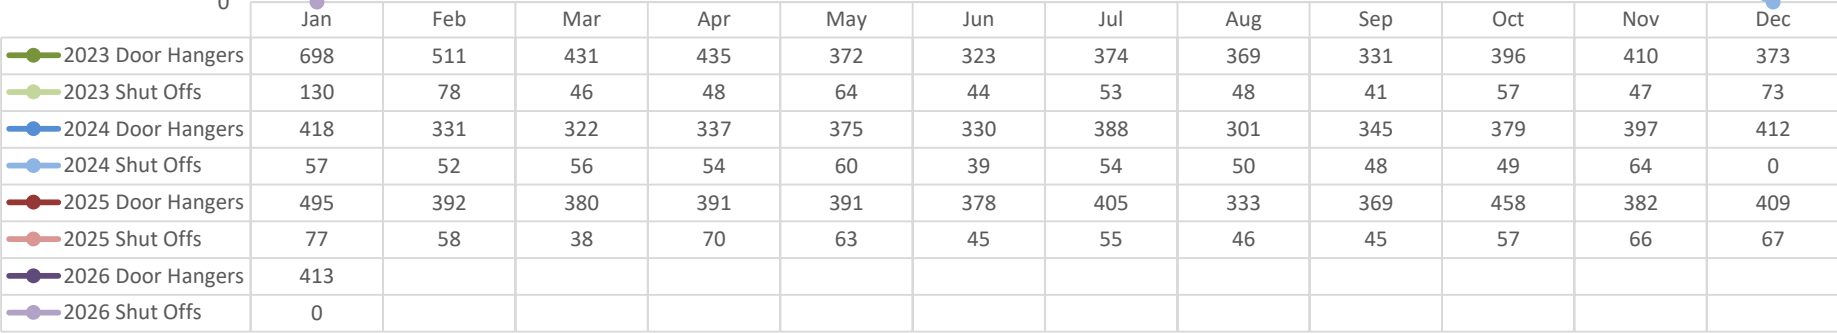 0
Jan Feb Mar Apr May Jun Jul Aug Sep Oct Nov Dec
2023 Door Hangers 698 511 431 435 372 323 374 369 331 396 410 373
2023 Shut Offs 130 78 46 48 64 44 53 48 41 57 47 73
2024 Door Hangers 418 331 322 337 375 330 388 301 345 379 397 412
2024 Shut Offs 57 52 56 54 60 39 54 50 48 49 64 0
2025 Door Hangers 495 392 380 391 391 378 405 333 369 458 382 409
2025 Shut Offs 77 58 38 70 63 45 55 46 45 57 66 67
2026 Door Hangers 413
2026 Shut Offs 0